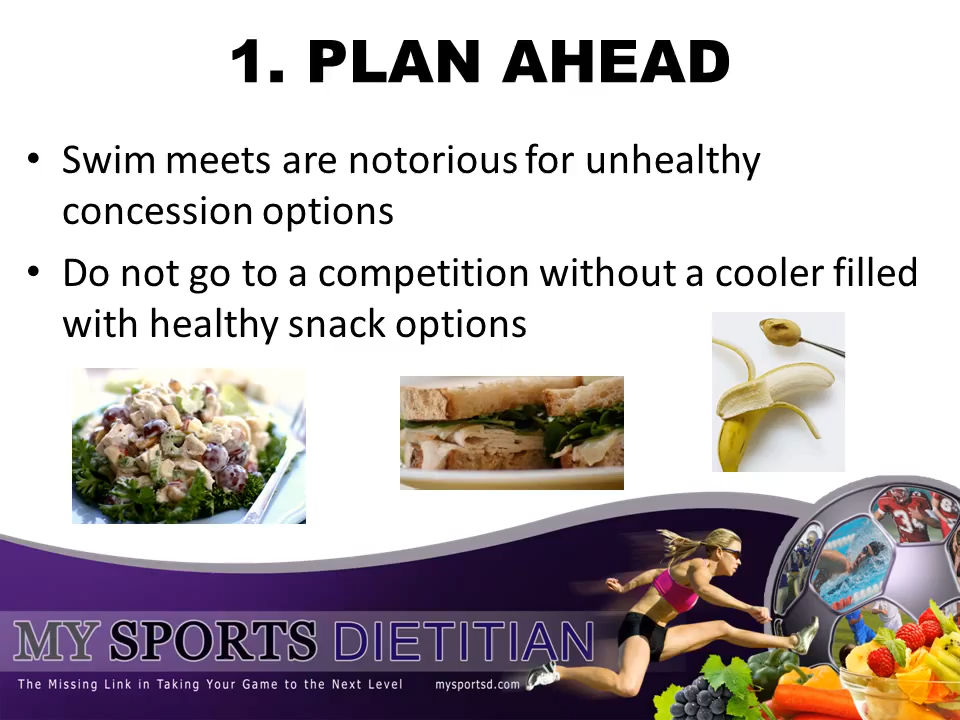 1. PLAN AHEAD
• Swim meets are notorious for unhealthy
concession options
• Do not go to a competition without a cooler filled
with healthy snack options
MY SPORTS DIETITIAN
The Missing Link in Taking Your Game to the Next Level mysportsd.com
34